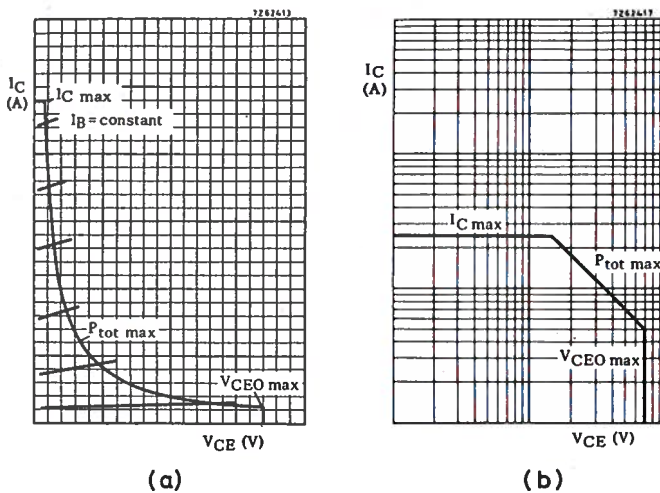 7Z62413
I_C
(A)
I_C max
I_B = constant
P_tot max
V_CEO max
V_CE (V)
(a)
7Z62417
I_C
(A)
I_C max
P_tot max
V_CEO max
V_CE (V)
(b)